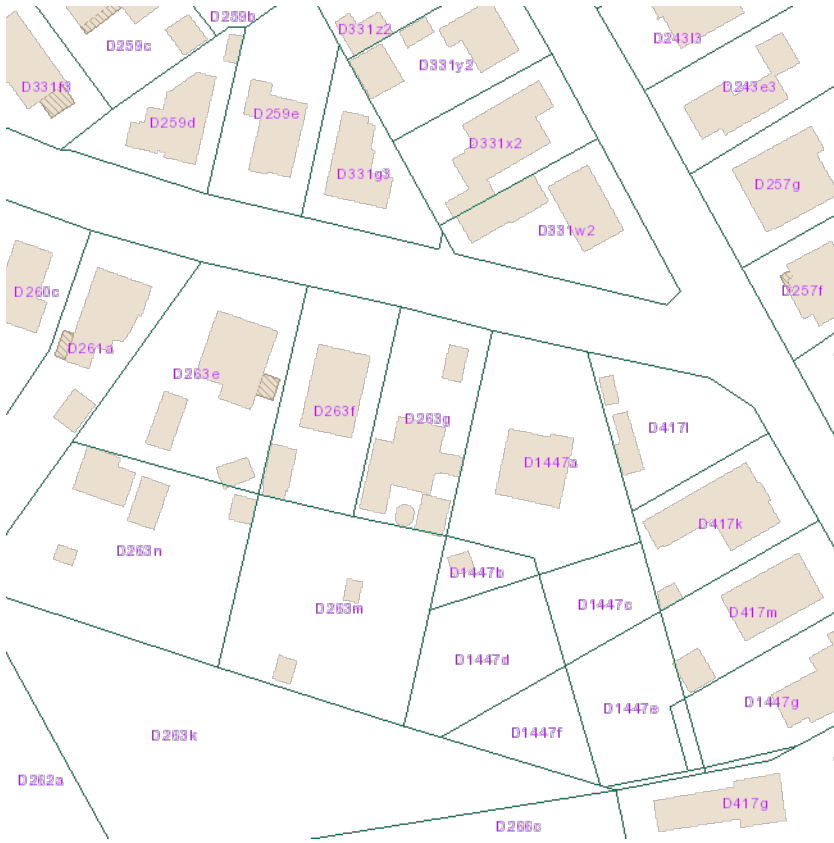 D259h
D331z2
D243l3
D259c
D331y2
D331f3
D243e3
D259e
D259d
D331x2
D331g3
D257g
D331w2
D260c
D257f
D261a
D263e
D263f
D263g
D417l
D1447a
D417k
D263n
D1447b
D263m
D1447c
D417m
D1447d
D1447e
D1447g
D1447f
D263k
D262a
D417g
D266c